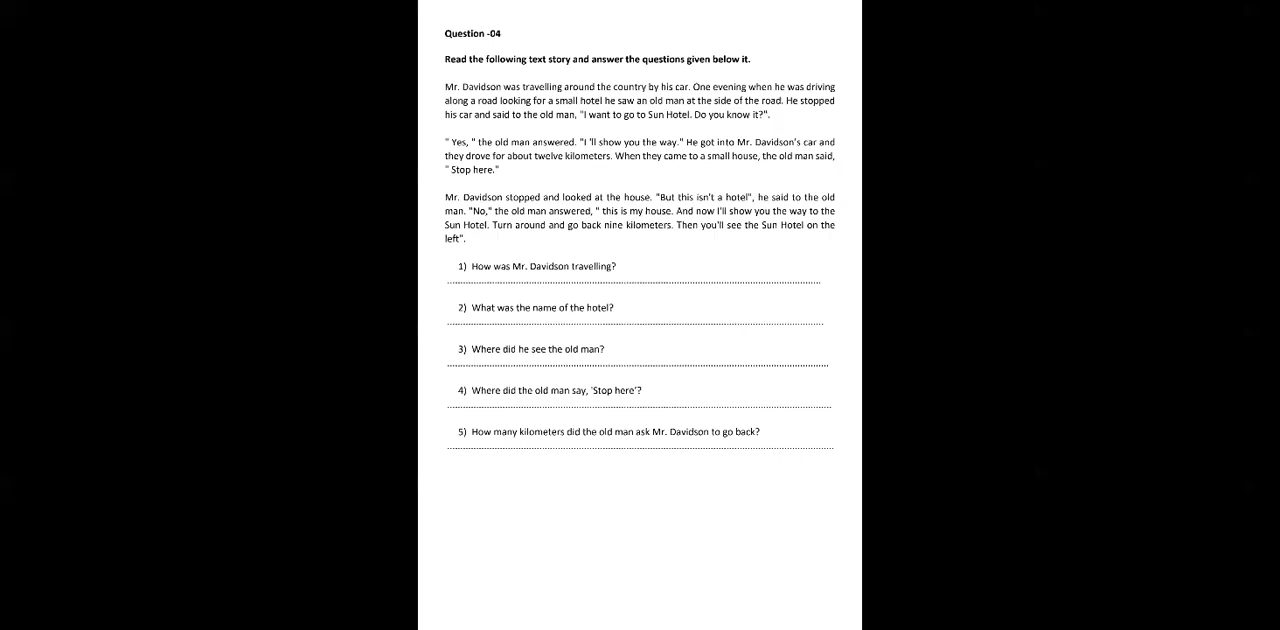 Question -04
Read the following text story and answer the questions given below it.
Mr. Davidson was travelling around the country by his car. One evening when he was driving
along a road looking for a small hotel he saw an old man at the side of the road. He stopped
his car and said to the old man, "I want to go to Sun Hotel. Do you know it?".
" Yes, " the old man answered. "I 'll show you the way." He got into Mr. Davidson's car and
they drove for about twelve kilometers. When they came to a small house, the old man said,
" Stop here."
Mr. Davidson stopped and looked at the house. "But this isn't a hotel", he said to the old
man. "No," the old man answered, " this is my house. And now I'll show you the way to the
Sun Hotel. Turn around and go back nine kilometers. Then you'll see the Sun Hotel on the
left".
1) How was Mr. Davidson travelling?
2) What was the name of the hotel?
3) Where did he see the old man?
4) Where did the old man say, 'Stop here'?
5) How many kilometers did the old man ask Mr. Davidson to go back?